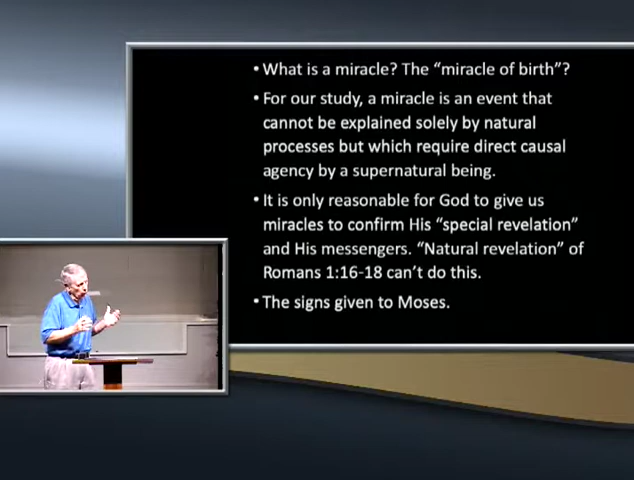 • What is a miracle? The “miracle of birth”?
• For our study, a miracle is an event that
cannot be explained solely by natural
processes but which require direct causal
agency by a supernatural being.
• It is only reasonable for God to give us
miracles to confirm His “special revelation”
and His messengers. “Natural revelation” of
Romans 1:16-18 can’t do this.
• The signs given to Moses.